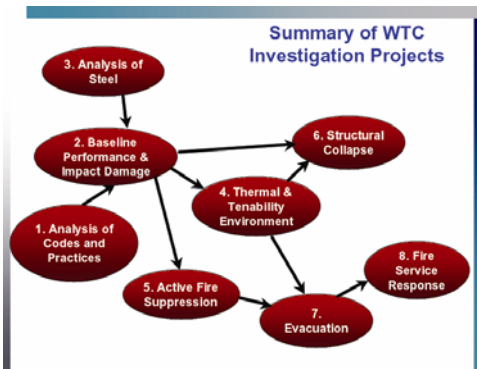 Summary of WTC
Investigation Projects
3. Analysis of
Steel
2. Baseline
Performance &
Impact Damage
6. Structural
Collapse
4. Thermal &
Tenability
Environment
1. Analysis of
Codes and
Practices
8. Fire
Service
Response
5. Active Fire
Suppression
7.
Evacuation